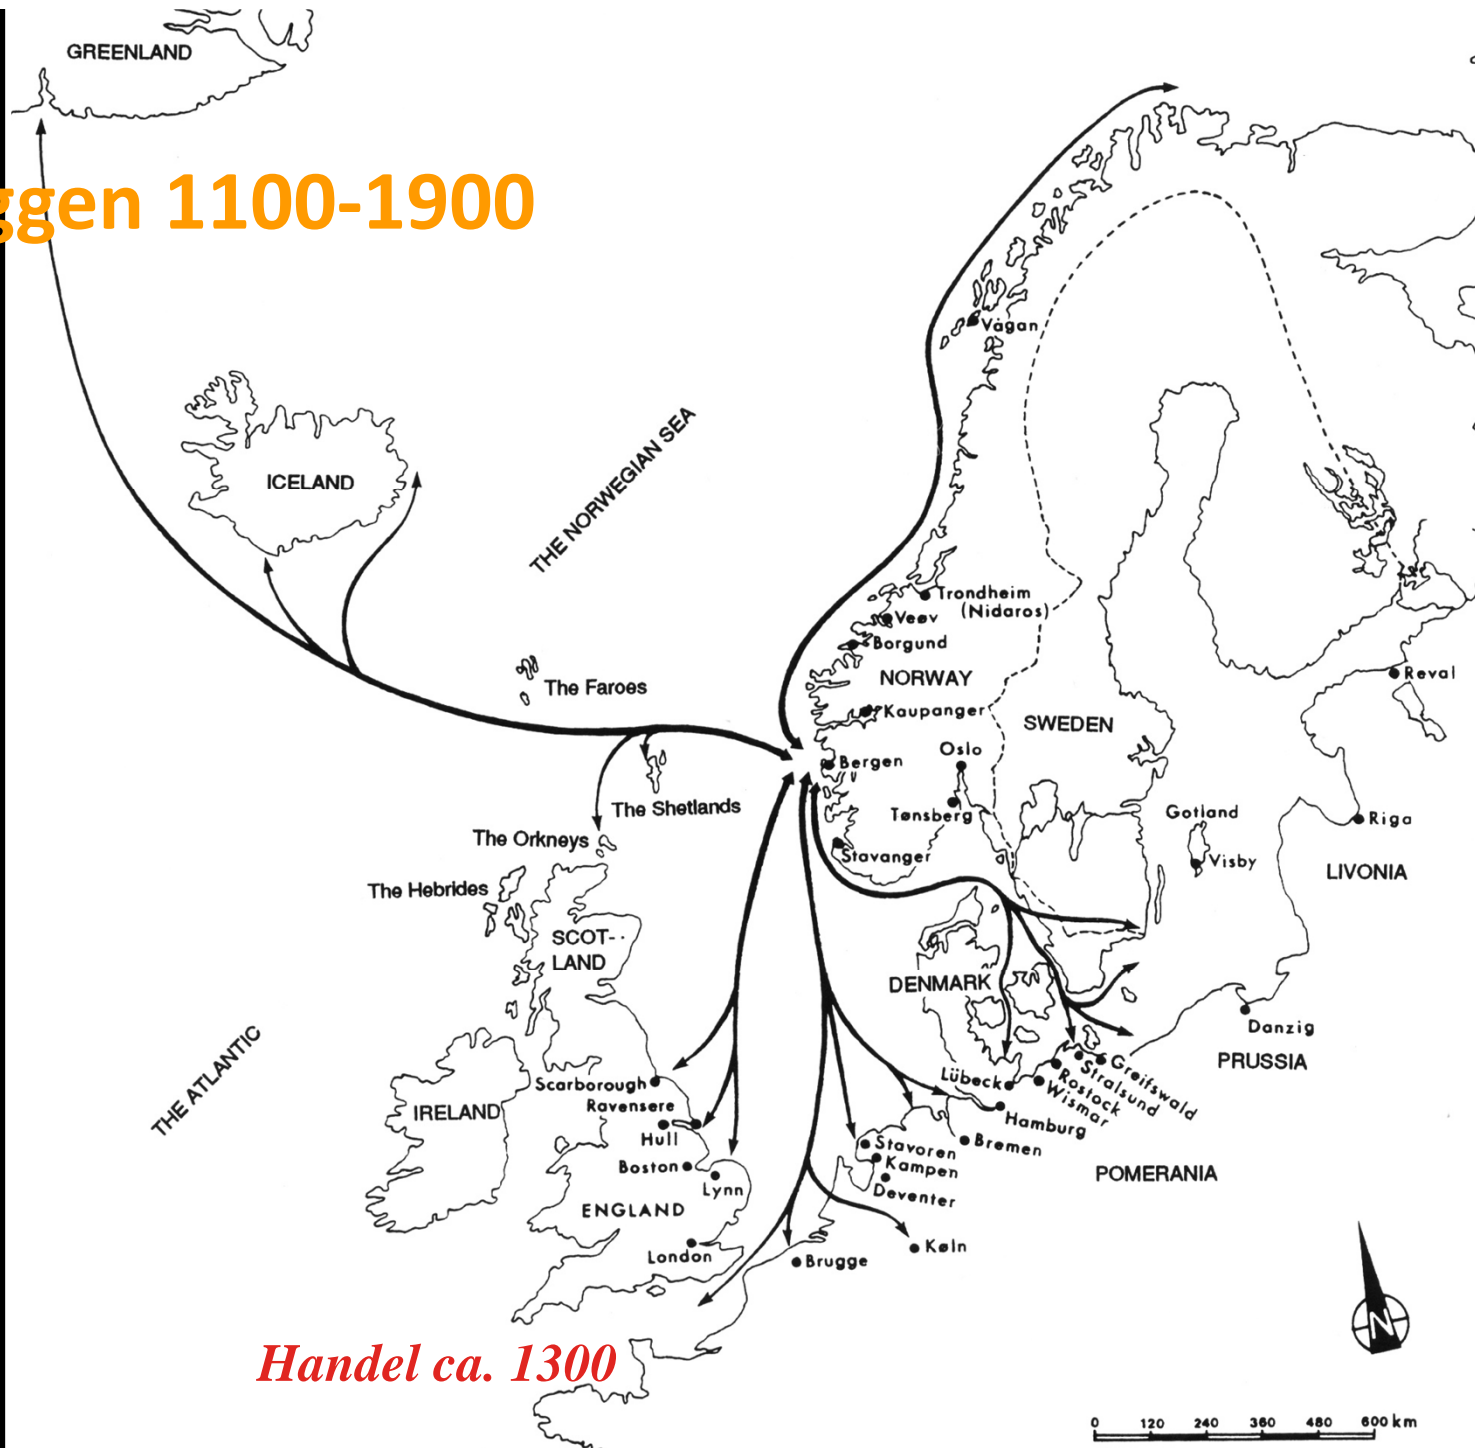 GREENLAND
ggen 1100-1900
Vågan
THE NORWEGIAN SEA
ICELAND
Trondheim
(Nidaros)
Veøv
Borgund
The Faroes
NORWAY
Reval
Kaupanger
SWEDEN
Oslo
Bergen
The Shetlands
Tønsberg
Gotland
Riga
The Orkneys
Stavanger
Visby
LIVONIA
The Hebrides
SCOT-
LAND
DENMARK
Danzig
PRUSSIA
THE ATLANTIC
Scarborough
Lübeck
Greifswald
Stralsund
Rostock
Wismar
Ravensere
IRELAND
Hamburg
Hull
Bremen
Stavoren
Boston
Kampen
POMERANIA
Lynn
Deventer
ENGLAND
London
Køln
Brugge
N
Handel ca. 1300
0 120 240 360 480 600 km